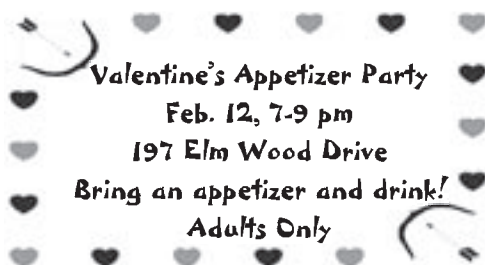 Valentine's Appetizer Party
Feb. 12, 7-9 pm
197 Elm Wood Drive
Bring an appetizer and drink!
Adults Only